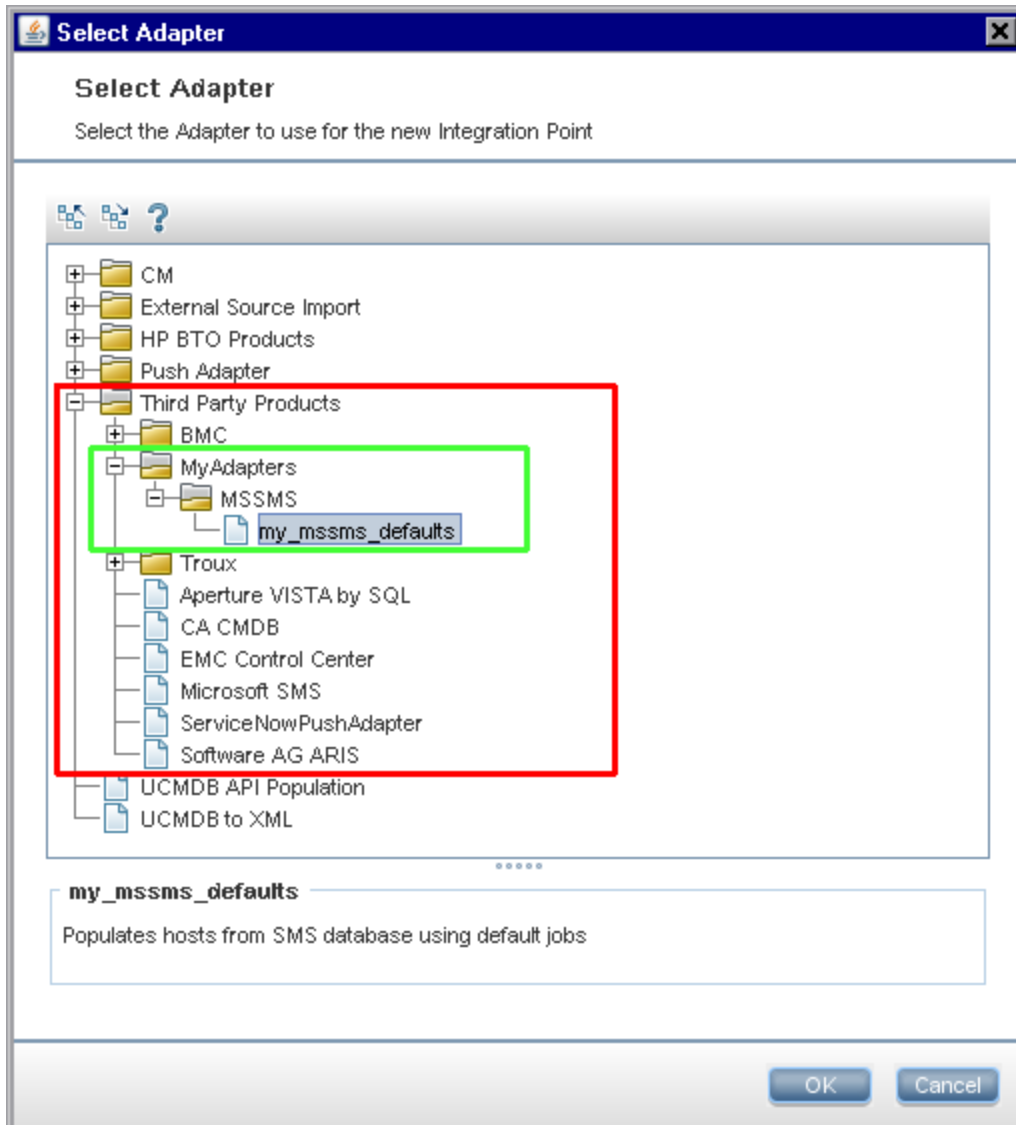 Select Adapter
Select Adapter
Select the Adapter to use for the new Integration Point
CM
External Source Import
HP BTO Products
Push Adapter
Third Party Products
BMC
MyAdapters
MSSMS
my_mssms_defaults
Troux
Aperture VISTA by SQL
CA CMDB
EMC Control Center
Microsoft SMS
ServiceNowPushAdapter
Software AG ARIS
UCMDB API Population
UCMDB to XML
my_mssms_defaults
Populates hosts from SMS database using default jobs
OK Cancel